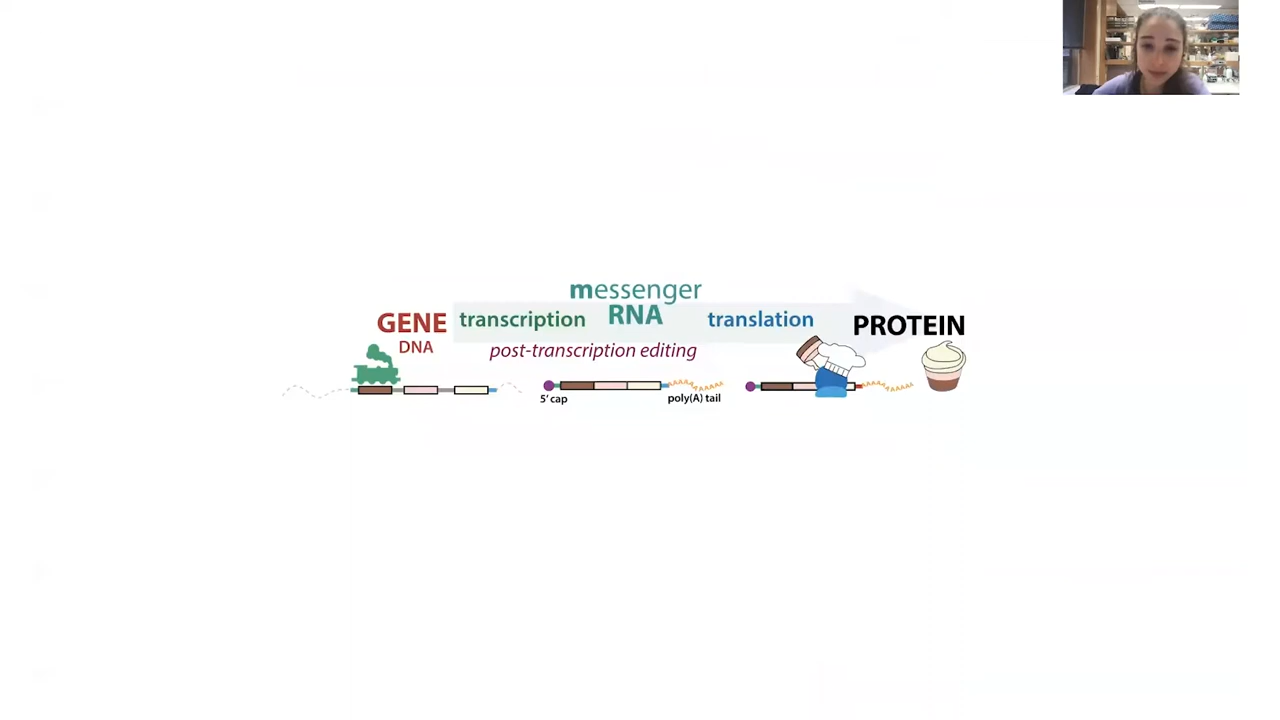 messenger
GENE transcription RNA translation PROTEIN
DNA
post-transcription editing
5' cap
poly(A) tail